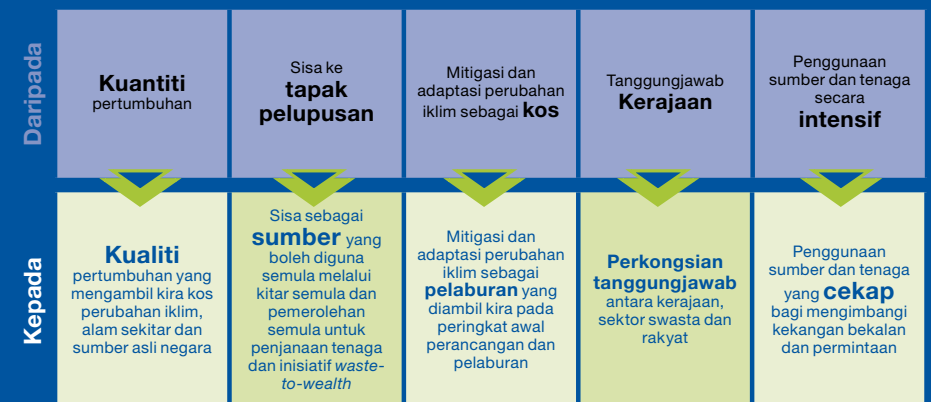 Daripada
Kuantiti
pertumbuhan
Sisa ke
tapak
pelupusan
Mitigasi dan
adaptasi perubahan
iklim sebagai kos
Tanggungjawab
Kerajaan
Penggunaan
sumber dan tenaga
secara
intensif
Kepada
Kualiti
pertumbuhan yang
mengambil kira kos
perubahan iklim,
alam sekitar dan
sumber asli negara
Sisa sebagai
sumber yang
boleh diguna
semula melalui
kitar semula dan
pemerolehan
semula untuk
penjanaan tenaga
dan inisiatif waste-
to-wealth
Mitigasi dan
adaptasi perubahan
iklim sebagai
pelaburan yang
diambil kira pada
peringkat awal
perancangan dan
pelaburan
Perkongsian
tanggungjawab
antara kerajaan,
sektor swasta dan
rakyat
Penggunaan
sumber dan tenaga
yang cekap
bagi mengimbangi
kekangan bekalan
dan permintaan